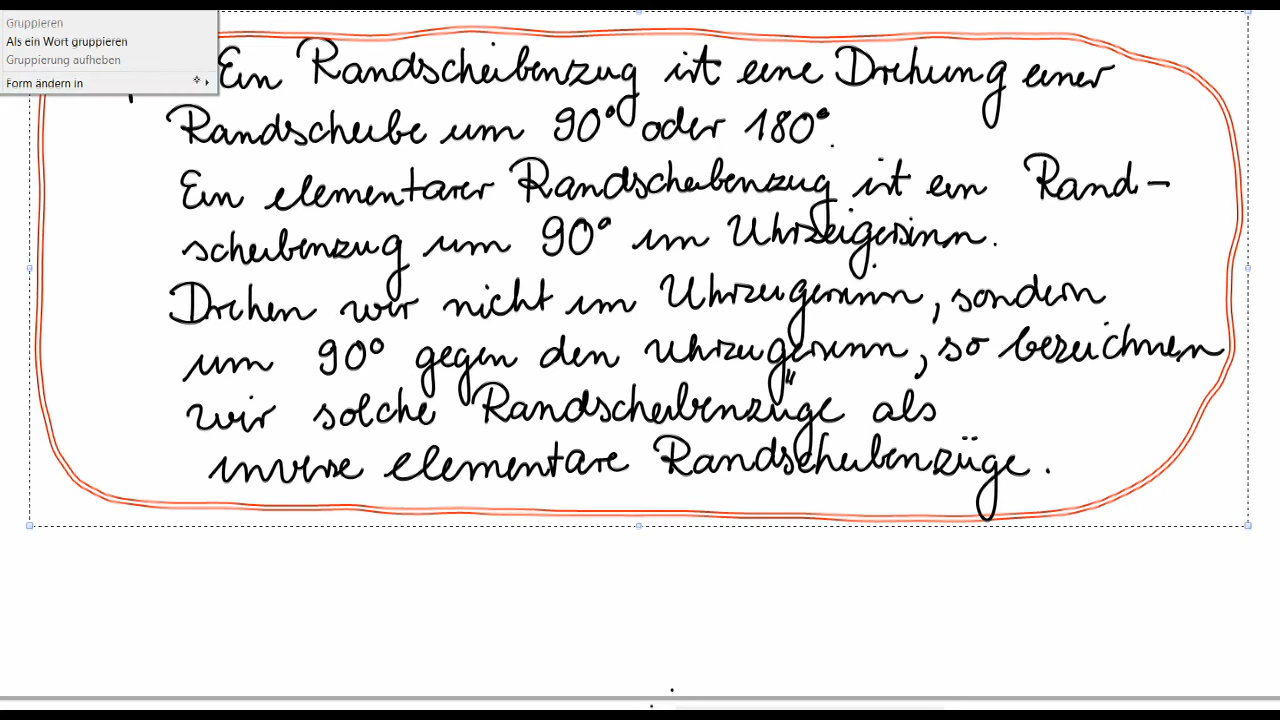 Gruppieren
Als ein Wort gruppieren
Gruppierung aufheben
Form ändern in
Ein Randscheibenzug ist eine Drehung einer
Randscheibe um 90° oder 180°.
Ein elementarer Randscheibenzug ist ein Rand-
scheibenzug um 90° im Uhrzeigersinn.
Drehen wir nicht im Uhrzeigersinn, sondern
um 90° gegen den Uhrzeigersinn, so bezeichnen
wir solche Randscheibenzüge als
inverse elementare Randscheibenzüge.